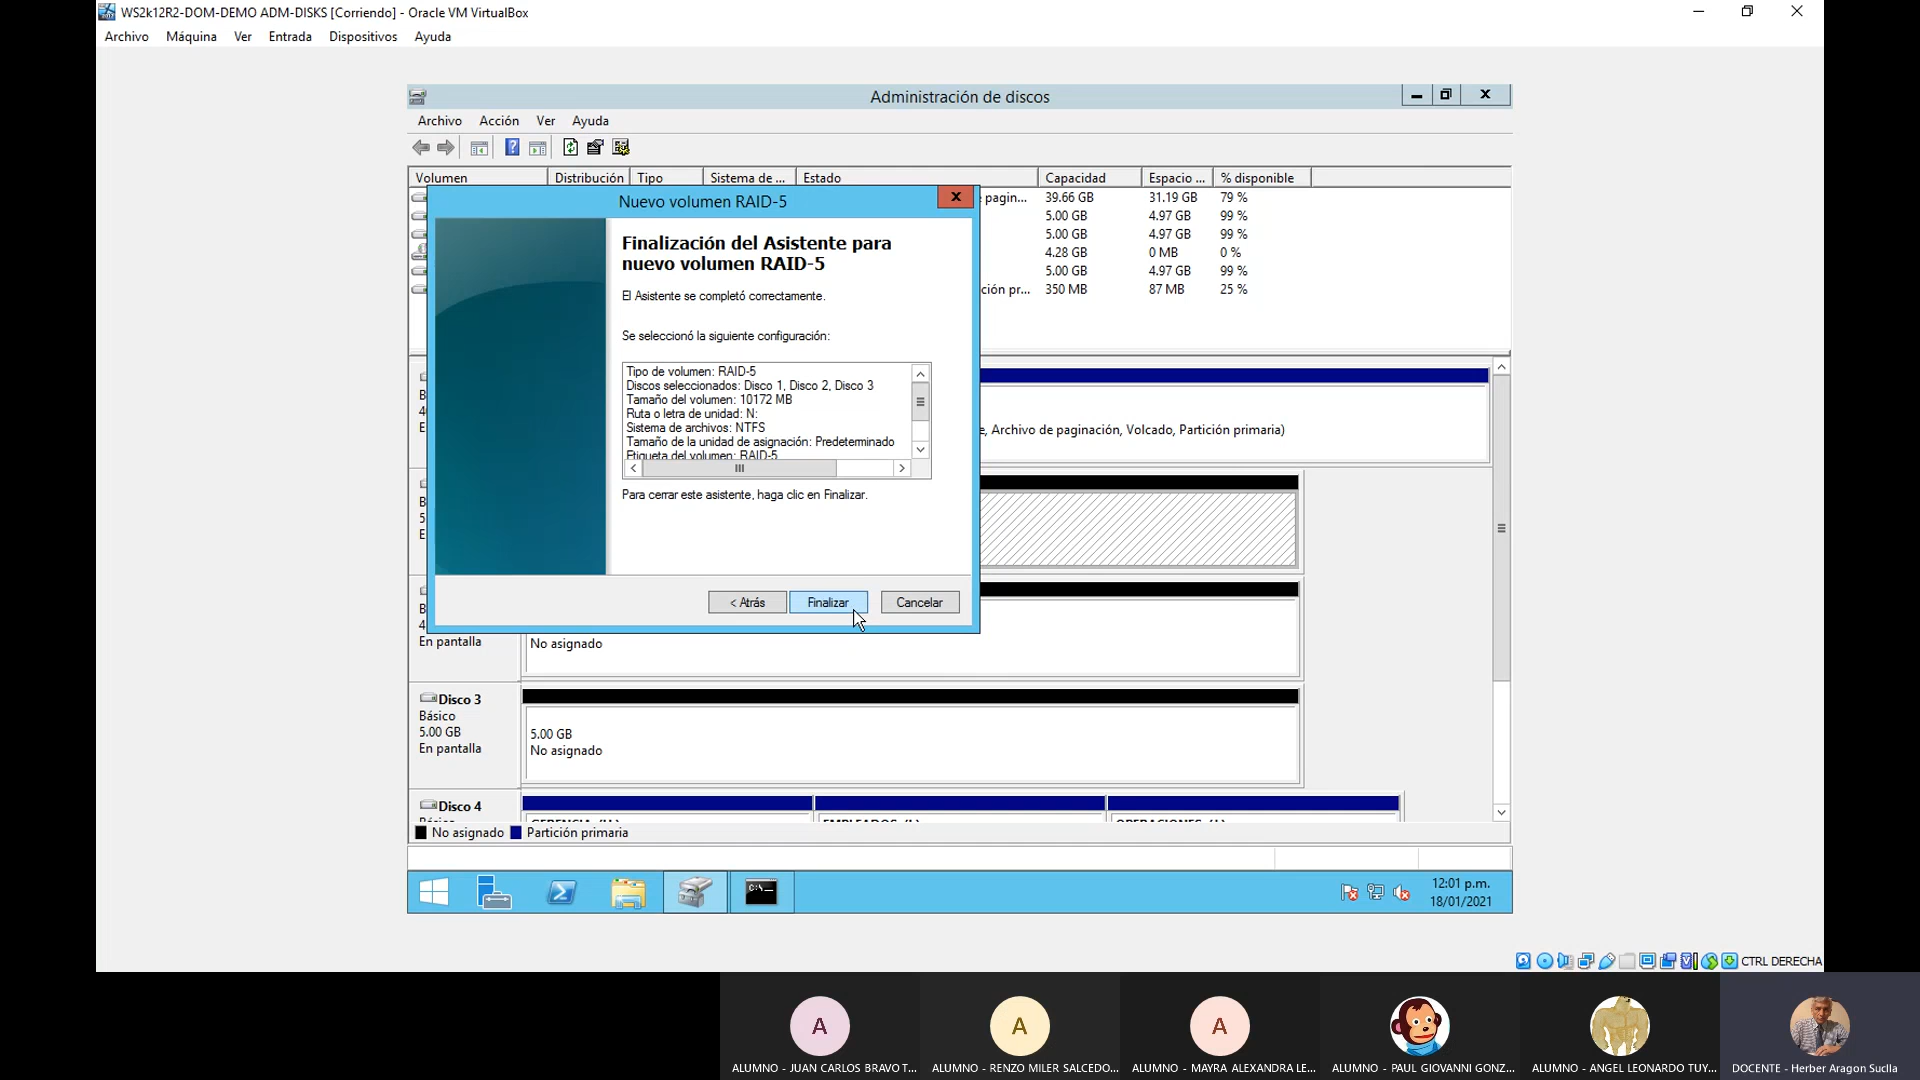 WS2k12R2-DOM-DEMO ADM-DISKS [Corriendo] - Oracle VM VirtualBox
Archivo Máquina Ver Entrada Dispositivos Ayuda
Administración de discos
Archivo Acción Ver Ayuda
Volumen Distribución Tipo Sistema de ... Estado Capacidad Espacio ... % disponible
pagin... 39.66 GB 31.19 GB 79 %
5.00 GB 4.97 GB 99 %
5.00 GB 4.97 GB 99 %
4.28 GB 0 MB 0 %
5.00 GB 4.97 GB 99 %
ción pr... 350 MB 87 MB 25 %
Nuevo volumen RAID-5
Finalización del Asistente para
nuevo volumen RAID-5
El Asistente se completó correctamente.
Se seleccionó la siguiente configuración:
Tipo de volumen: RAID-5
Discos seleccionados: Disco 1, Disco 2, Disco 3
Tamaño del volumen: 10172 MB
Ruta o letra de unidad: N:
Sistema de archivos: NTFS
Tamaño de la unidad de asignación: Predeterminado
Etiqueta del volumen: RAID-5
Para cerrar este asistente, haga clic en Finalizar.
< Atrás Finalizar Cancelar
e, Archivo de paginación, Volcado, Partición primaria)
En pantalla
No asignado
Disco 3
Básico
5.00 GB
En pantalla
5.00 GB
No asignado
Disco 4
No asignado Partición primaria
12:01 p.m.
18/01/2021
CTRL DERECHA
A
A
A
ALUMNO - JUAN CARLOS BRAVO T...
ALUMNO - RENZO MILER SALCEDO...
ALUMNO - MAYRA ALEXANDRA LE...
ALUMNO - PAUL GIOVANNI GONZ...
ALUMNO - ANGEL LEONARDO TUY...
DOCENTE - Herber Aragon Suclla